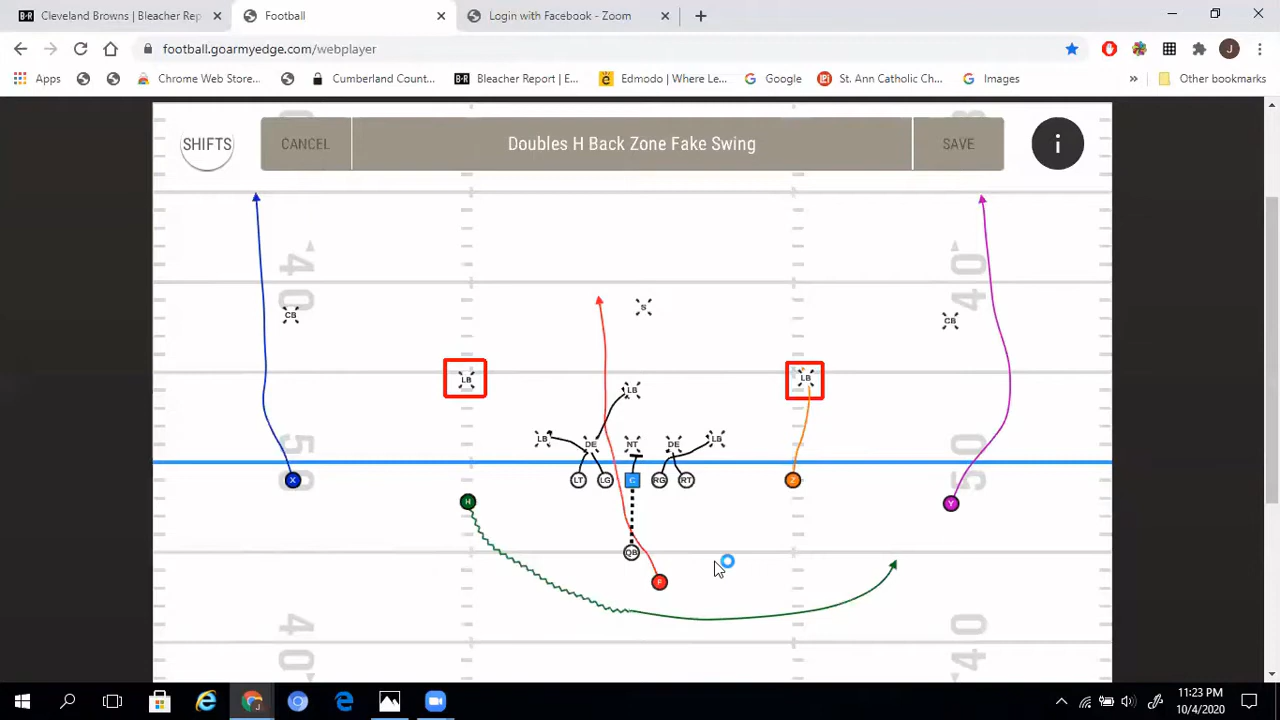 Cleveland Browns | Bleacher Rep
Football
Login with Facebook - Zoom
football.goarmyedge.com/webplayer
J
Apps
Chrome Web Store...
Cumberland Count...
B·R
Bleacher Report | E...
Edmodo | Where L...
Google
St. Ann Catholic Ch...
Images
Other bookmarks
SHIFTS
CANCEL
Doubles H Back Zone Fake Swing
SAVE
i
40
40
CB
CB
LB
LB
LB
LB
DE
NT
DE
LB
50
50
X
LT
LG
C
RG
RT
Z
H
Y
QB
F
40
40
11:23 PM
10/4/2020